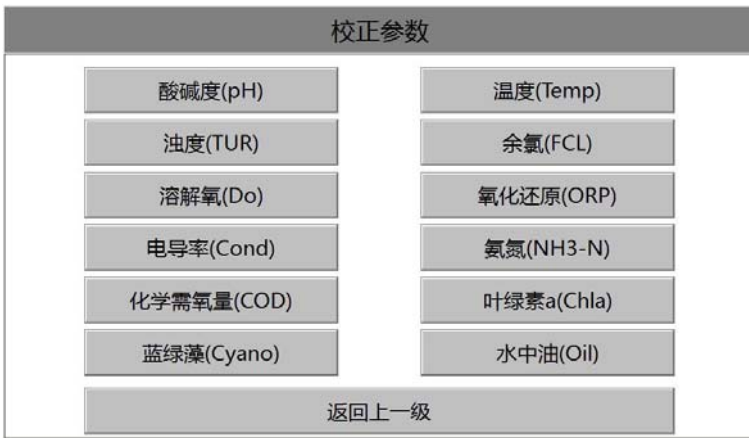 校正参数
酸碱度(pH) 温度(Temp)
浊度(TUR) 余氯(FCL)
溶解氧(Do) 氧化还原(ORP)
电导率(Cond) 氨氮(NH3-N)
化学需氧量(COD) 叶绿素a(Chla)
蓝绿藻(Cyano) 水中油(Oil)
返回上一级